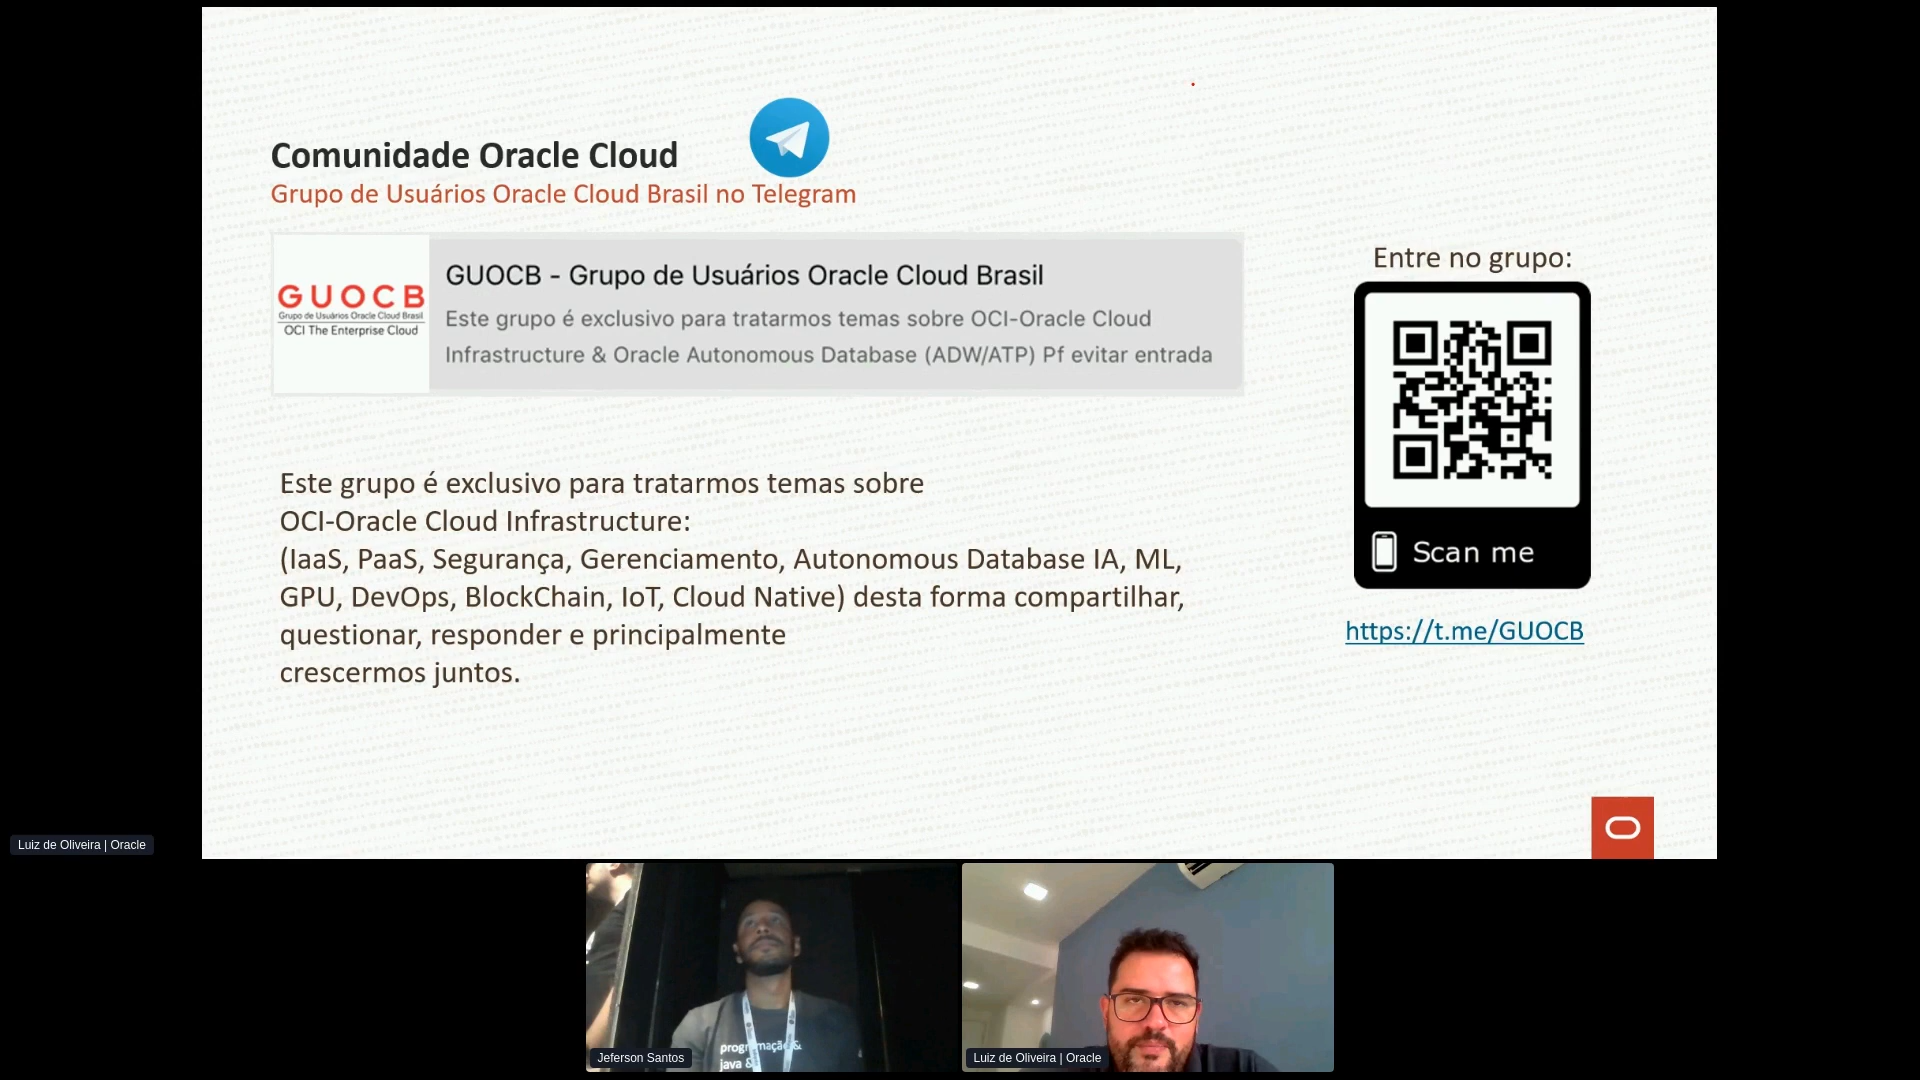 Comunidade Oracle Cloud
Grupo de Usuários Oracle Cloud Brasil no Telegram
GUOCB
Grupo de Usuários Oracle Cloud Brasil
OCI The Enterprise Cloud
GUOCB - Grupo de Usuários Oracle Cloud Brasil
Este grupo é exclusivo para tratarmos temas sobre OCI-Oracle Cloud
Infrastructure & Oracle Autonomous Database (ADW/ATP) Pf evitar entrada
Este grupo é exclusivo para tratarmos temas sobre
OCI-Oracle Cloud Infrastructure:
(IaaS, PaaS, Segurança, Gerenciamento, Autonomous Database IA, ML,
GPU, DevOps, BlockChain, IoT, Cloud Native) desta forma compartilhar,
questionar, responder e principalmente
crescermos juntos.
Entre no grupo:
Scan me
https://t.me/GUOCB
Luiz de Oliveira | Oracle
programação &
java &
Jeferson Santos
Luiz de Oliveira | Oracle